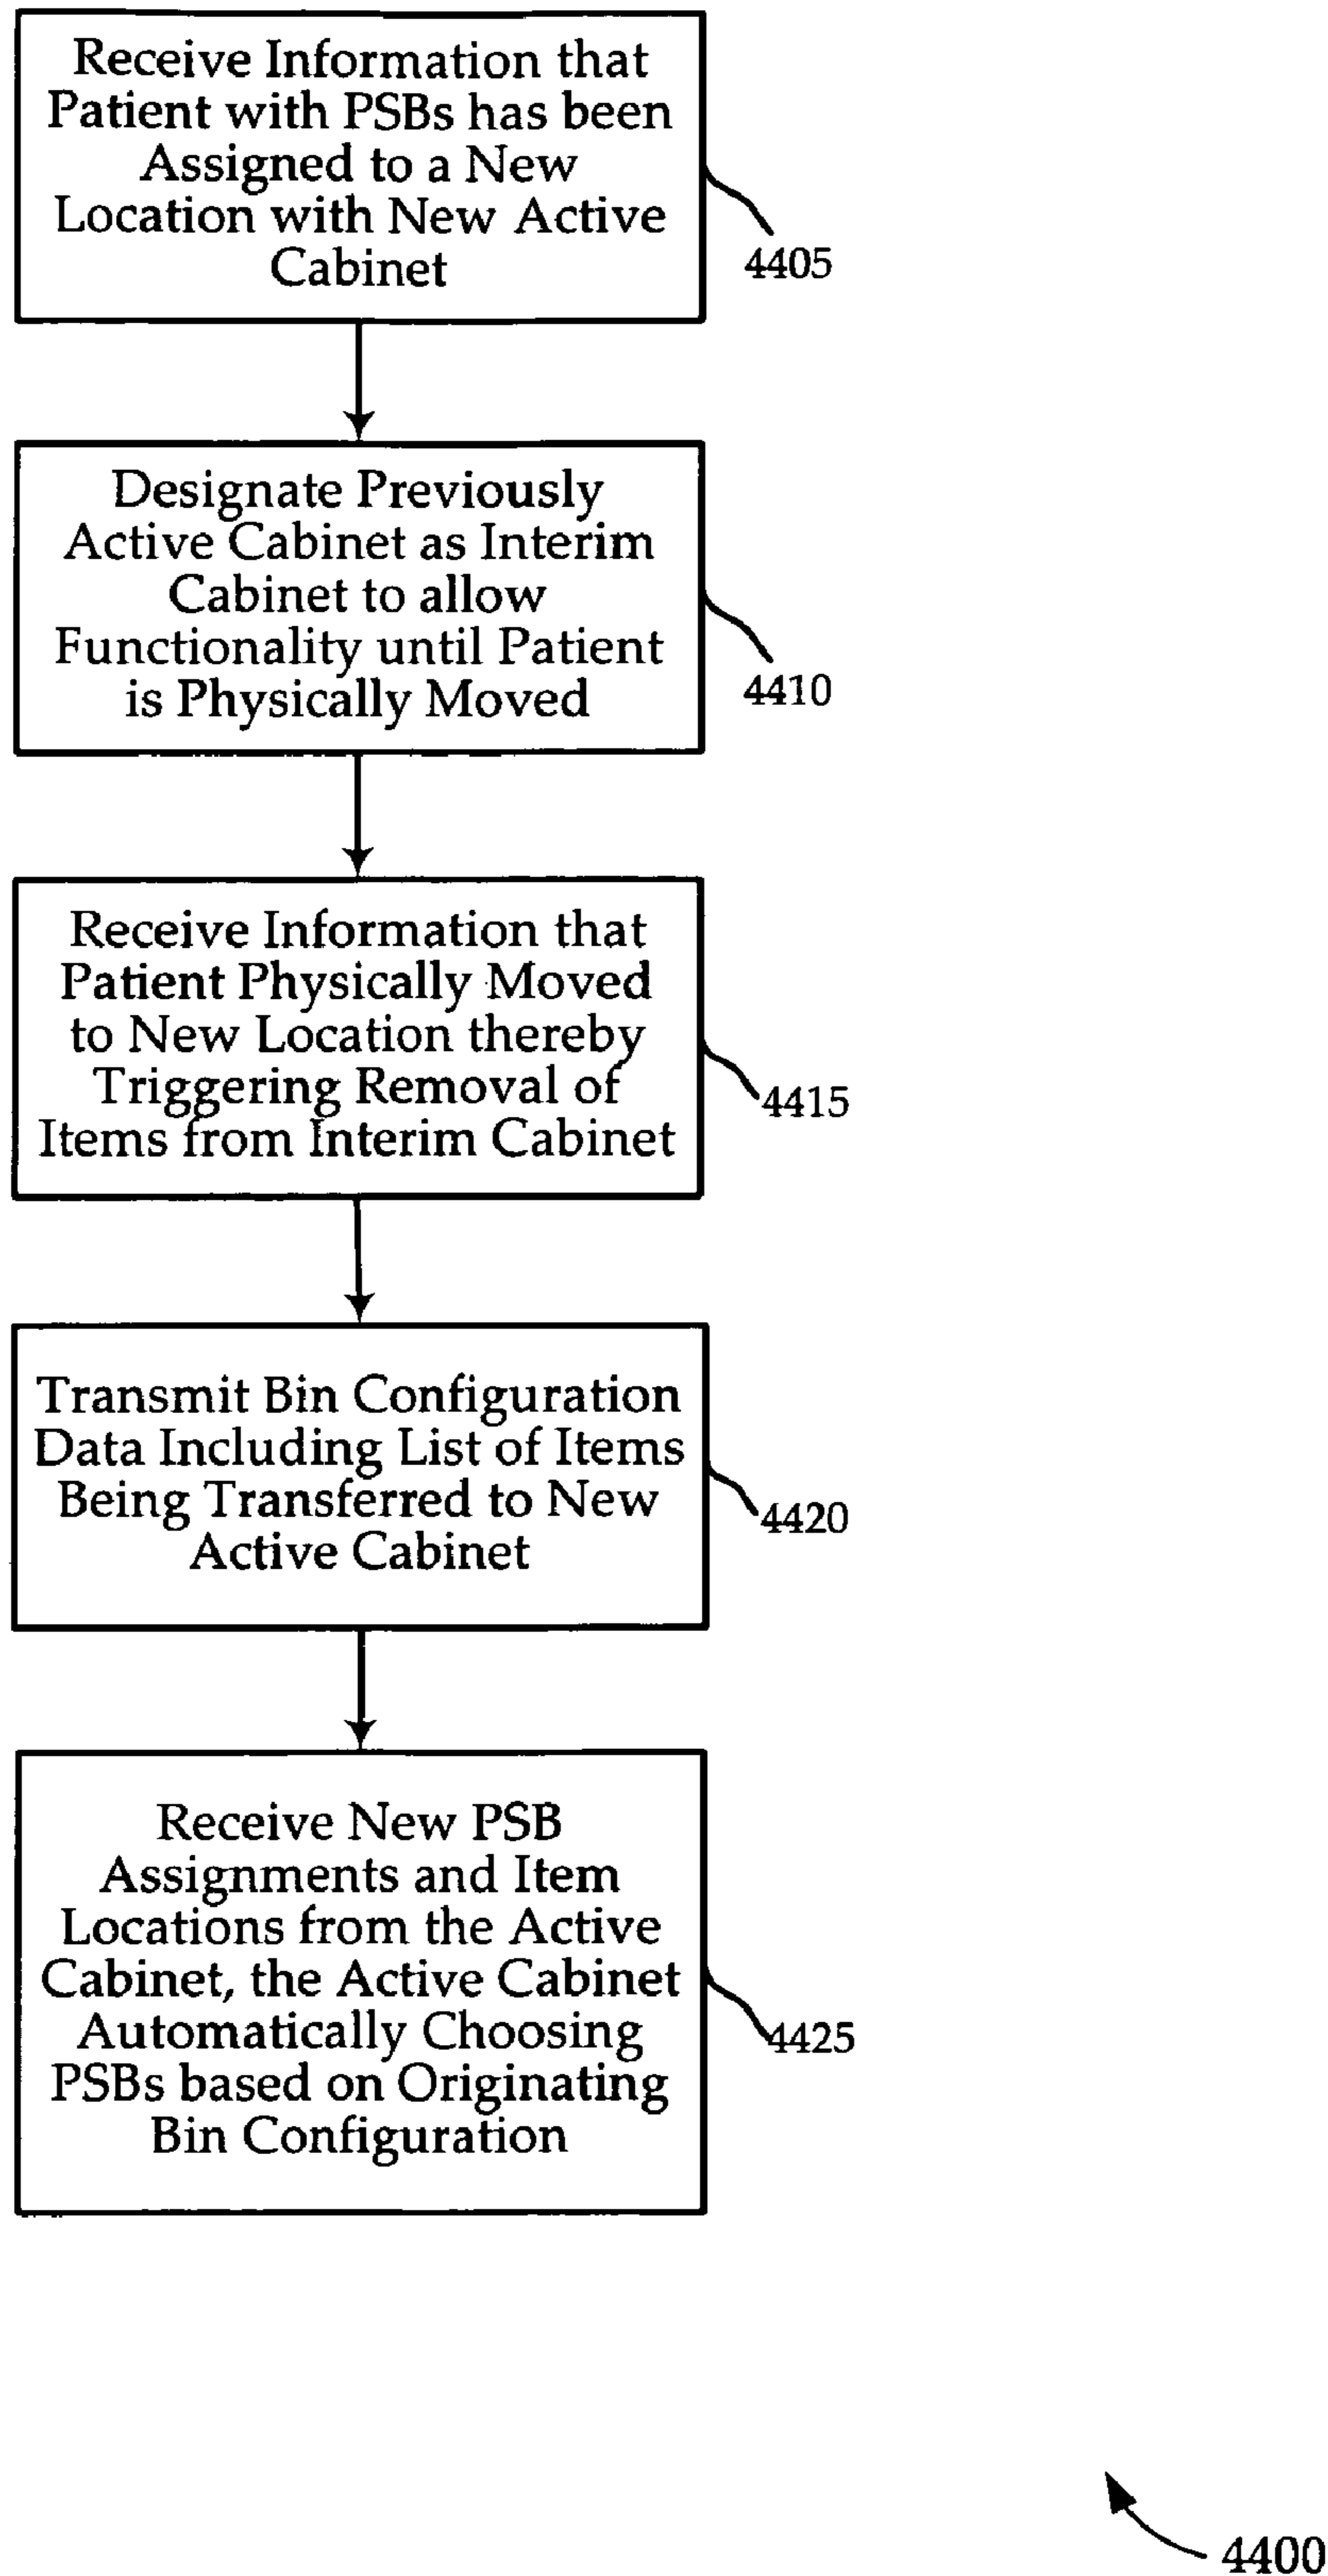 Receive Information that
Patient with PSBs has been
Assigned to a New
Location with New Active
Cabinet
4405
Designate Previously
Active Cabinet as Interim
Cabinet to allow
Functionality until Patient
is Physically Moved
4410
Receive Information that
Patient Physically Moved
to New Location thereby
Triggering Removal of
Items from Interim Cabinet
4415
Transmit Bin Configuration
Data Including List of Items
Being Transferred to New
Active Cabinet
4420
Receive New PSB
Assignments and Item
Locations from the Active
Cabinet, the Active Cabinet
Automatically Choosing
PSBs based on Originating
Bin Configuration
4425
4400